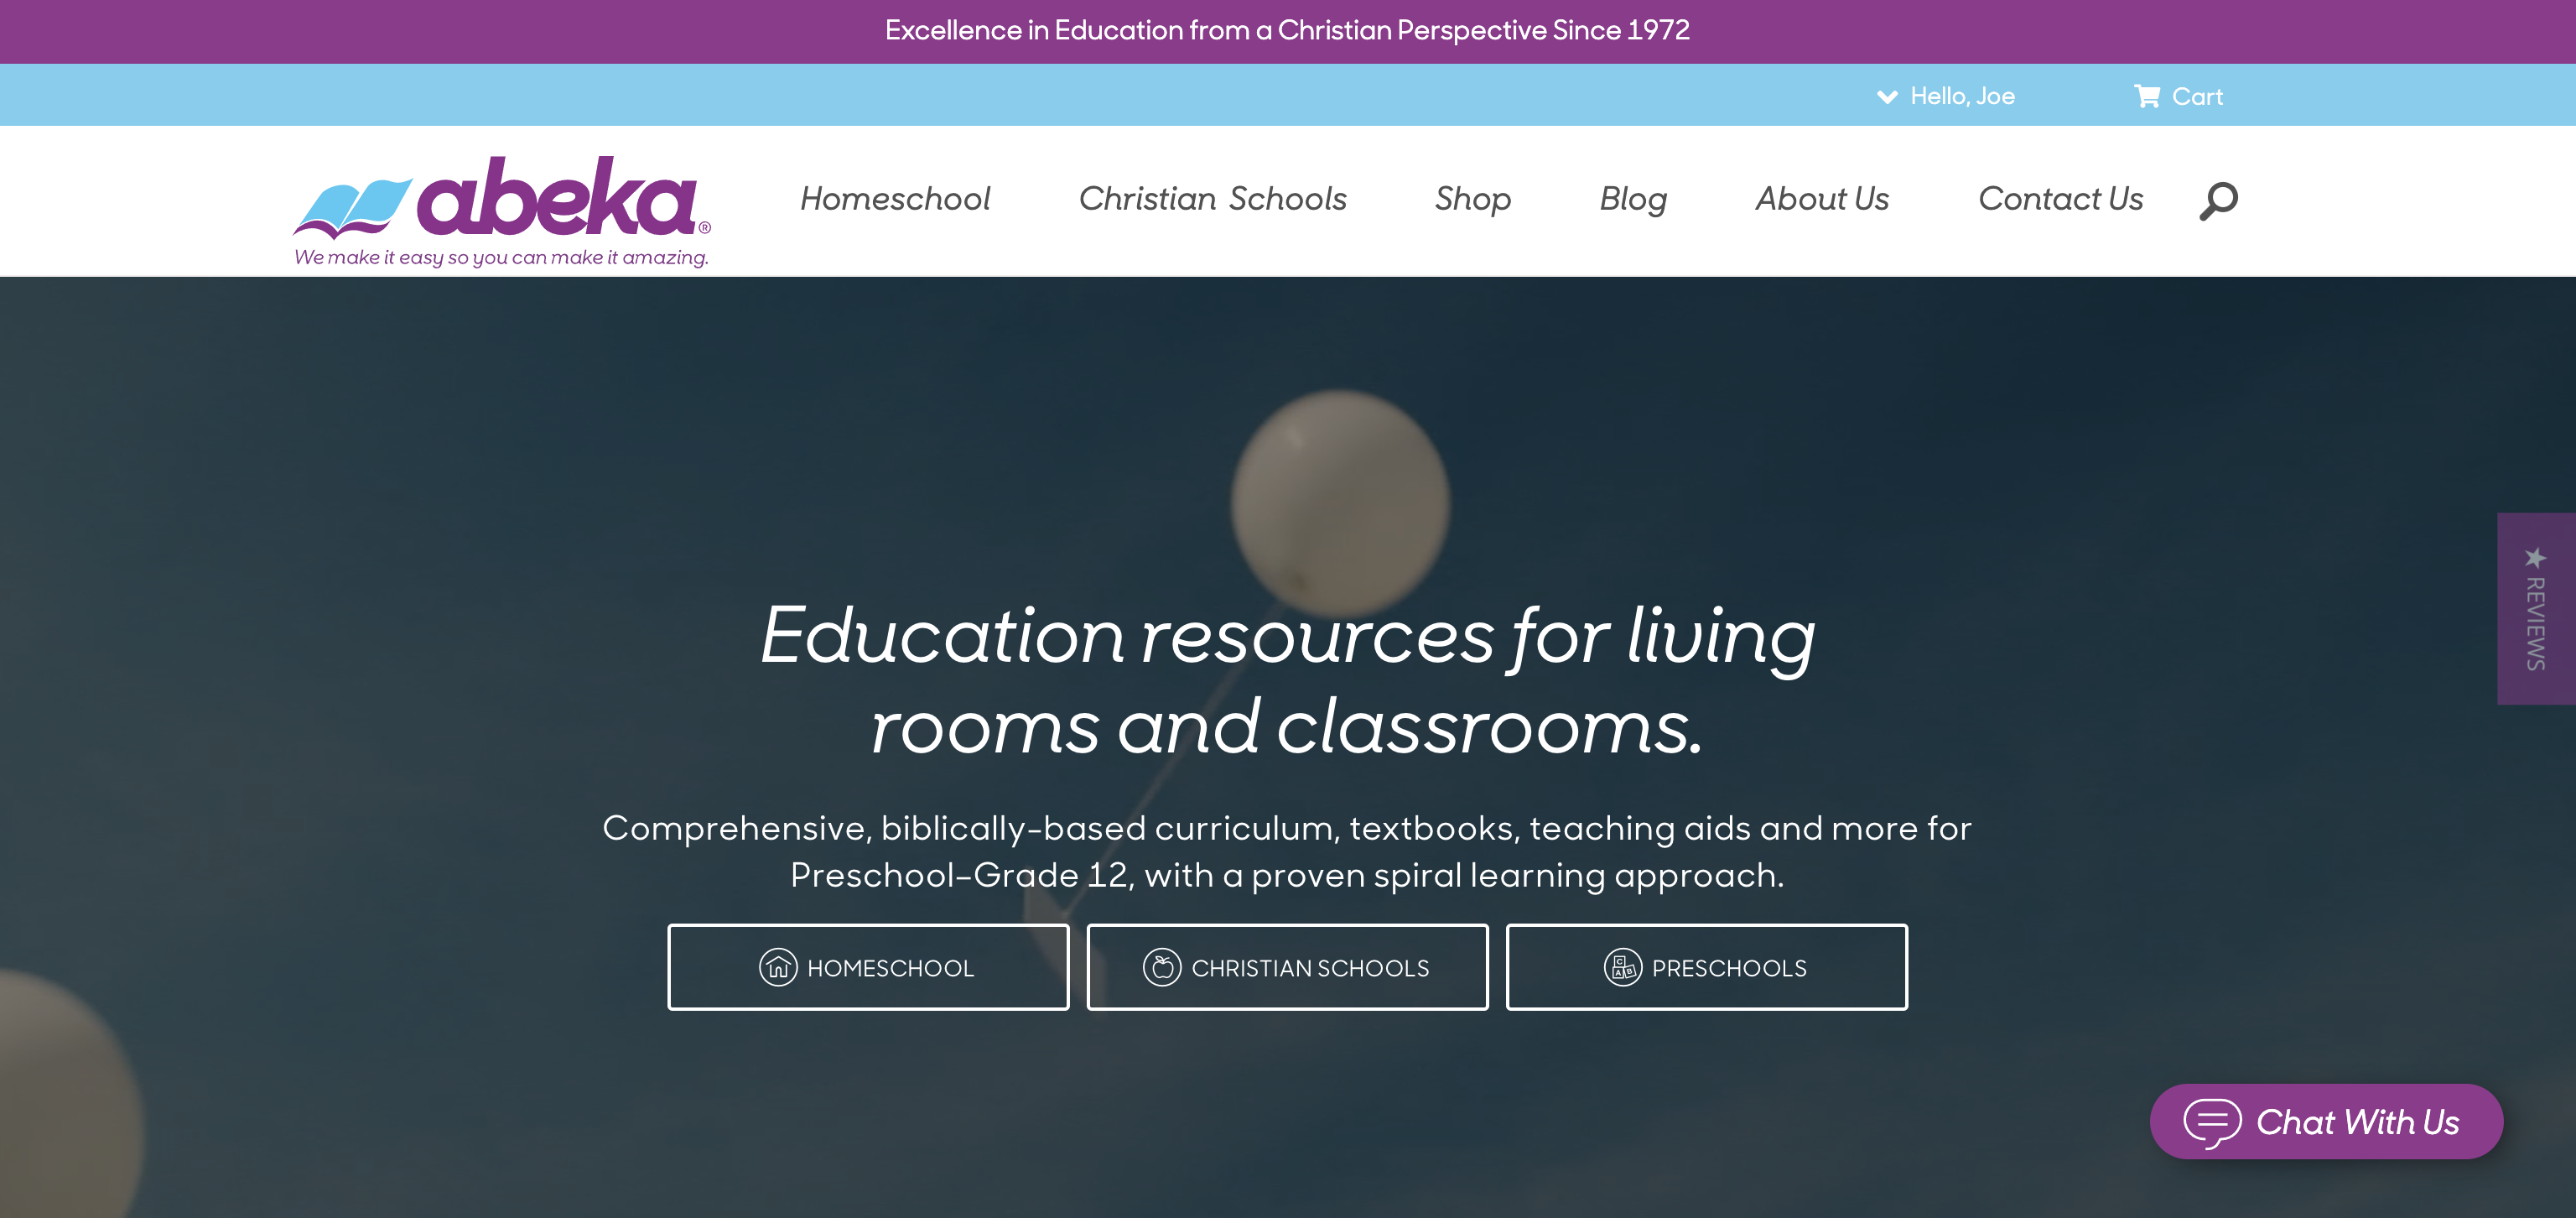 Excellence in Education from a Christian Perspective Since 1972
Hello, Joe
Cart
abeka®
We make it easy so you can make it amazing.
Homeschool
Christian Schools
Shop
Blog
About Us
Contact Us
Education resources for living
rooms and classrooms.
Comprehensive, biblically-based curriculum, textbooks, teaching aids and more for
Preschool–Grade 12, with a proven spiral learning approach.
HOMESCHOOL
CHRISTIAN SCHOOLS
C
A B
PRESCHOOLS
★ REVIEWS
Chat With Us